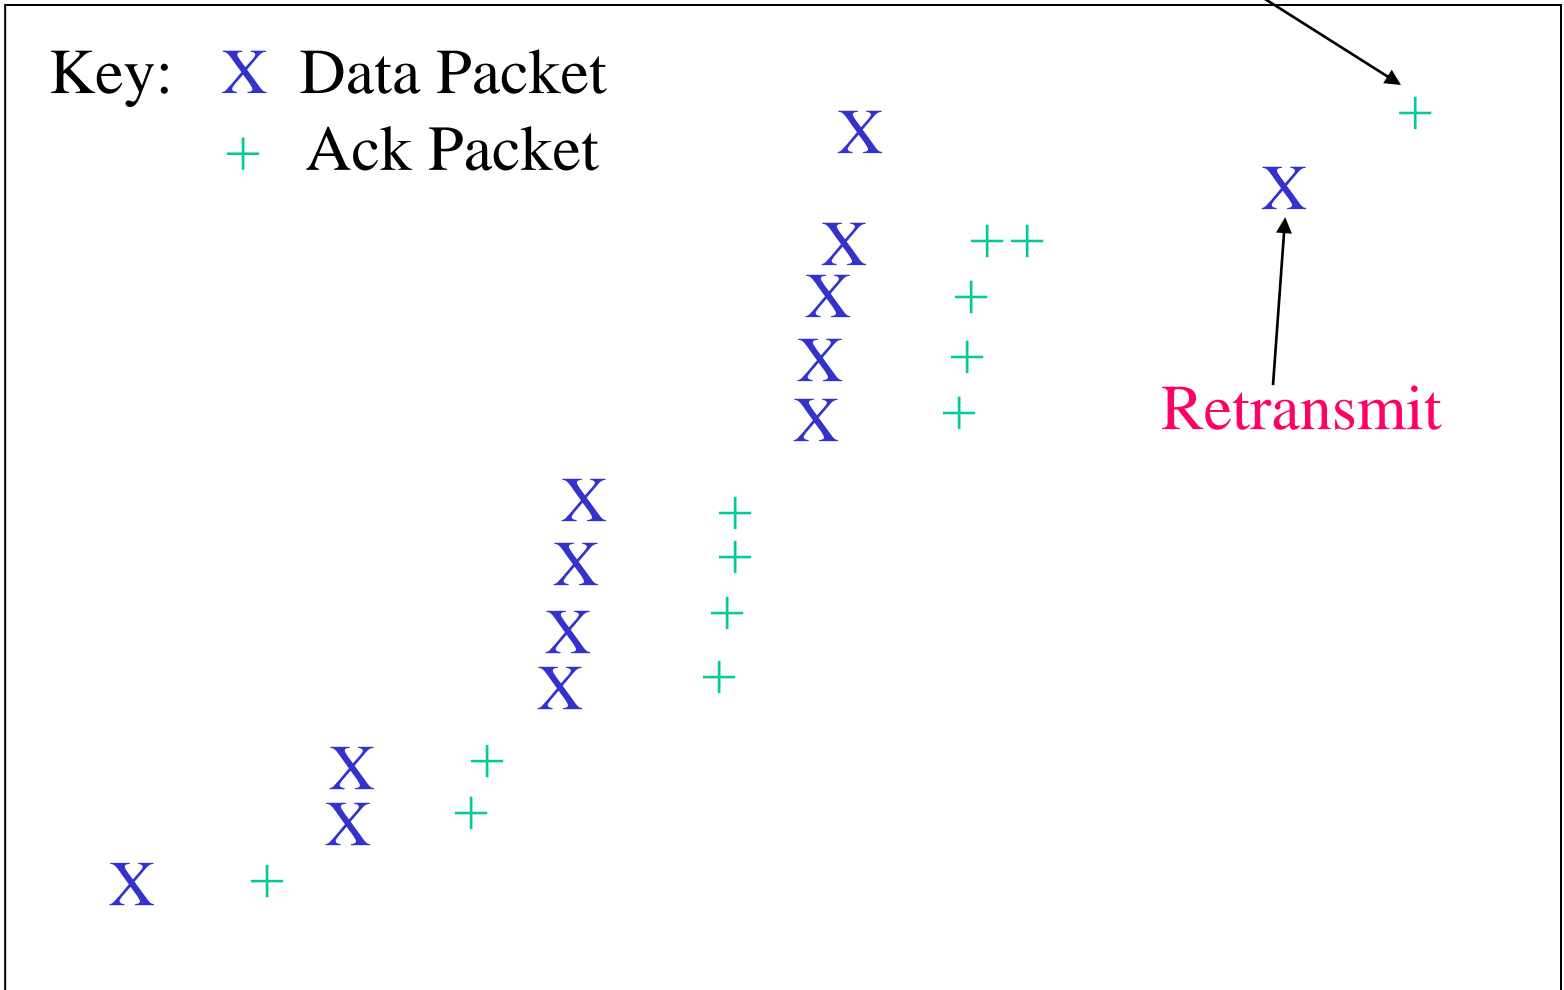 Key: X Data Packet
+ Ack Packet
X
+
X
X
+ +
X
+
X
+
Retransmit
X
+
X
+
X
+
X
+
X
+
X
+
X
+
X
+